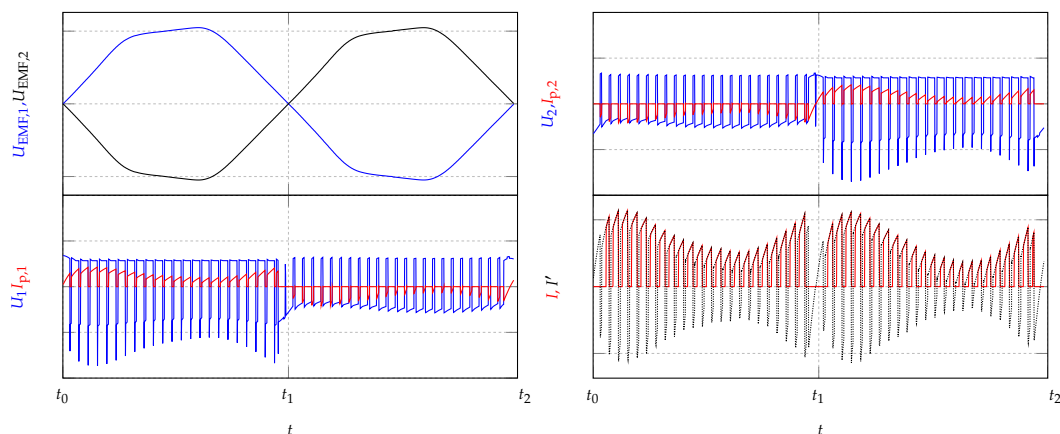 U_EMF,1, U_EMF,2
U_1 I_p,1
t_0 t_1 t_2
t
U_2, I_p,2
I, I'
t_0 t_1 t_2
t